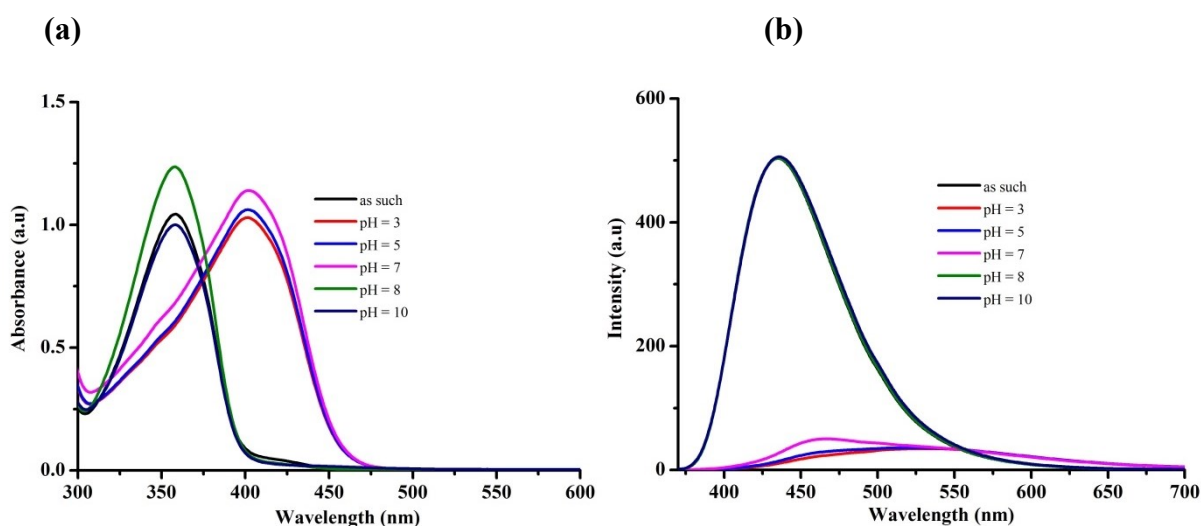 (a)
(b)
1.5
1.0
0.5
0.0
Absorbance (a.u)
300 350 400 450 500 550 600
Wavelength (nm)
as such
pH = 3
pH = 5
pH = 7
pH = 8
pH = 10
600
400
200
0
Intensity (a.u)
400 450 500 550 600 650 700
Wavelength (nm)
as such
pH = 3
pH = 5
pH = 7
pH = 8
pH = 10